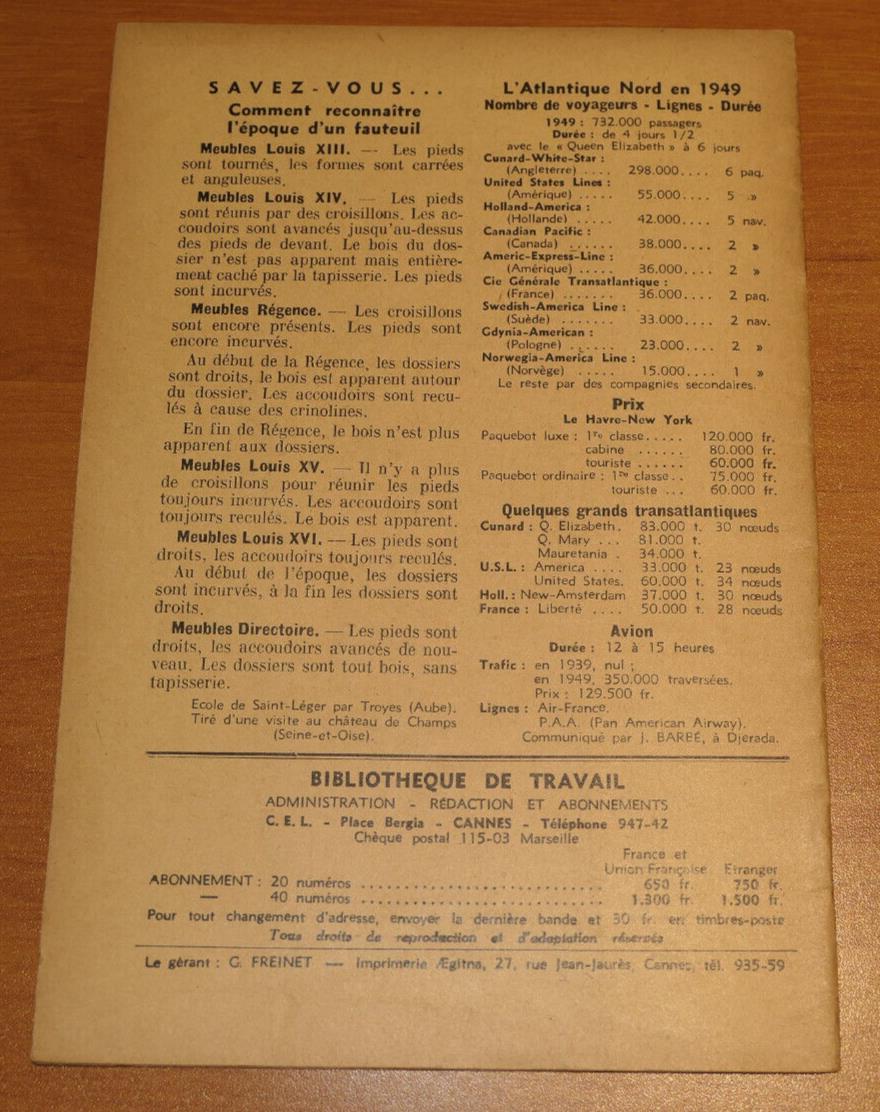 SAVEZ-VOUS...
Comment reconnaître
l'époque d'un fauteuil
Meubles Louis XIII. — Les pieds
sont tournés, les formes sont carrées
et anguleuses.
Meubles Louis XIV. — Les pieds
sont réunis par des croisillons. Les ac-
coudoirs sont avancés jusqu'au-dessus
des pieds de devant. Le bois du dos-
sier n'est pas apparent mais entière-
ment caché par la tapisserie. Les pieds
sont incurvés.
Meubles Régence. — Les croisillons
sont encore présents. Les pieds sont
encore incurvés.
Au début de la Régence, les dossiers
sont droits, le bois est apparent autour
du dossier. Les accoudoirs sont recu-
lés à cause des crinolines.
En fin de Régence, le bois n'est plus
apparent aux dossiers.
Meubles Louis XV. — Il n'y a plus
de croisillons pour réunir les pieds
toujours incurvés. Les accoudoirs sont
toujours reculés. Le bois est apparent.
Meubles Louis XVI. — Les pieds sont
droits, les accoudoirs toujours reculés.
Au début de l'époque, les dossiers
sont incurvés, à la fin les dossiers sont
droits.
Meubles Directoire. — Les pieds sont
droits, les accoudoirs avancés de nou-
veau. Les dossiers sont tout bois, sans
tapisserie.
Ecole de Saint-Léger par Troyes (Aube).
Tiré d'une visite au château de Champs
(Seine-et-Oise).
L'Atlantique Nord en 1949
Nombre de voyageurs - Lignes - Durée
1949 : 732.000 passagers
Durée : de 4 jours 1/2
avec le « Queen Elizabeth » à 6 jours
Cunard-White-Star :
(Angleterre) .... 298.000.... 6 paq.
United States Lines :
(Amérique) ..... 55.000.... 5 »
Holland-America :
(Hollande) ..... 42.000.... 5 nav.
Canadian Pacific :
(Canada) ...... 38.000.... 2 »
Americ-Express-Line :
(Amérique) ..... 36.000.... 2 »
Cie Générale Transatlantique :
(France) ....... 36.000.... 2 paq.
Swedish-America Line :
(Suède) ........ 33.000.... 2 nav.
Gdynia-American :
(Pologne) ...... 23.000.... 2 »
Norwegia-America Line :
(Norvège) ..... 15.000.... 1 »
Le reste par des compagnies secondaires.
Prix
Le Havre-New York
Paquebot luxe : 1re classe..... 120.000 fr.
cabine ...... 80.000 fr.
touriste ...... 60.000 fr.
Paquebot ordinaire : 1re classe.. 75.000 fr.
touriste ... 60.000 fr.
Quelques grands transatlantiques
Cunard : Q. Elizabeth. 83.000 t. 30 nœuds
Q. Mary ... 81.000 t.
Mauretania . 34.000 t.
U.S.L. : America .... 33.000 t. 23 nœuds
United States. 60.000 t. 34 nœuds
Holl. : New-Amsterdam 37.000 t. 30 nœuds
France : Liberté .... 50.000 t. 28 nœuds
Avion
Durée : 12 à 15 heures
Trafic : en 1939, nul ;
en 1949, 350.000 traversées.
Prix : 129.500 fr.
Lignes : Air-France.
P.A.A. (Pan American Airway).
Communiqué par J. BARBÉ, à Djerada.
BIBLIOTHEQUE DE TRAVAIL
ADMINISTRATION - RÉDACTION ET ABONNEMENTS
C. E. L. - Place Bergia - CANNES - Téléphone 947-42
Chèque postal 115-03 Marseille
France et
Union Française Etranger
ABONNEMENT : 20 numéros .......................... 650 fr. 750 fr.
— 40 numéros .......................... 1.300 fr. 1.500 fr.
Pour tout changement d'adresse, envoyer la dernière bande et 30 fr. en timbres-poste
Tous droits de reproduction et d'adaptation réservés
Le gérant : C. FREINET — Imprimerie Ægitna, 27, rue Jean-Jaurès, Cannes, tél. 935-59